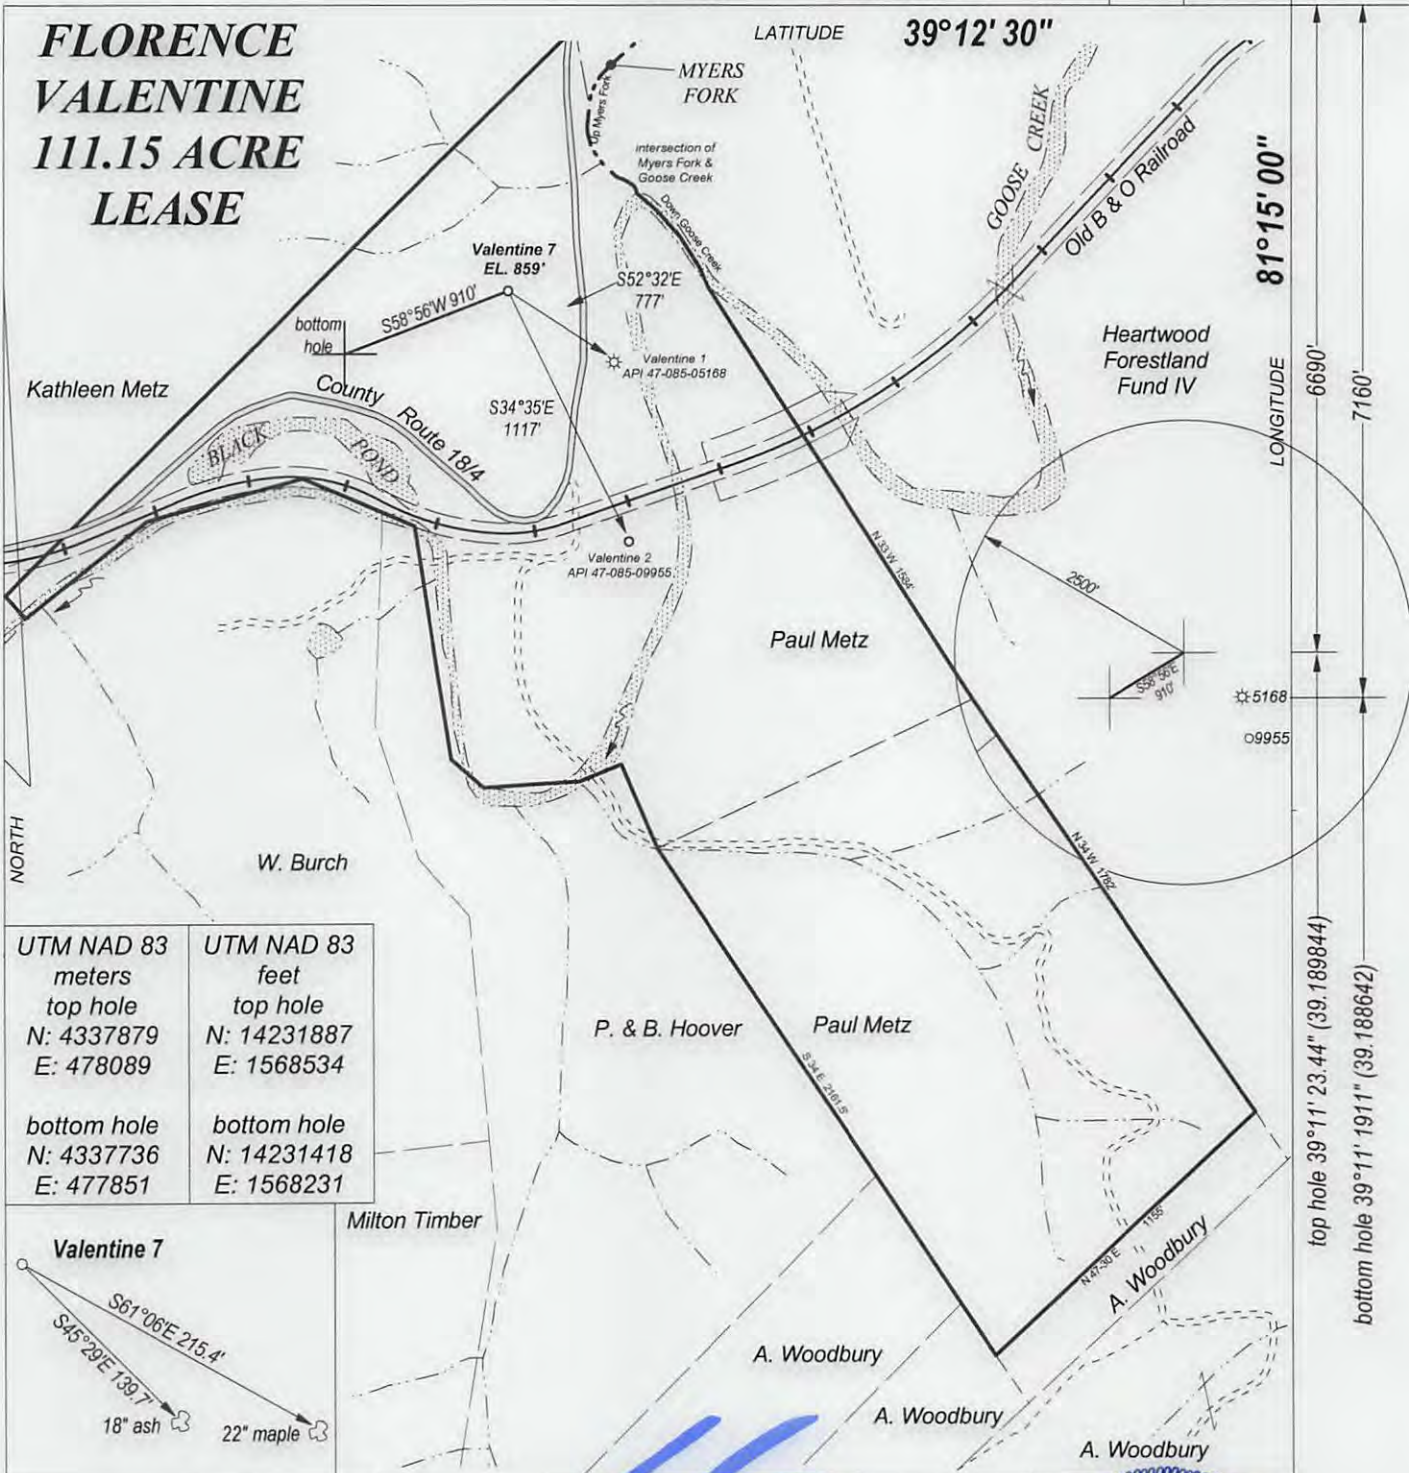 FLORENCE
VALENTINE
111.15 ACRE
LEASE
LATITUDE 39°12' 30"
MYERS
FORK
Up Myers Fork
intersection of
Myers Fork &
Goose Creek
Down Goose Creek
GOOSE CREEK
Old B & O Railroad
81°15' 00"
LONGITUDE
6690'
7160'
Valentine 7
EL. 859'
S58°56'W 910'
bottom
hole
S52°32'E
777'
Valentine 1
API 47-085-05168
S34°35'E
1117'
Kathleen Metz
County Route 18/4
BLACK POND
Heartwood
Forestland
Fund IV
Valentine 2
API 47-085-09955
N 33 W 1584'
2500'
Paul Metz
S58°56'E
910'
5168
9955
NORTH
W. Burch
N 34 W 1782'
UTM NAD 83
meters
top hole
N: 4337879
E: 478089
bottom hole
N: 4337736
E: 477851
UTM NAD 83
feet
top hole
N: 14231887
E: 1568534
bottom hole
N: 14231418
E: 1568231
P. & B. Hoover
Paul Metz
S 34 E 2161.5'
top hole 39°11' 23.44" (39.189844)
bottom hole 39°11' 1911" (39.188642)
Milton Timber
N 47-30 E 1155'
A. Woodbury
Valentine 7
S61°06'E 215.4'
S45°29'E 139.7'
18" ash
22" maple
A. Woodbury
A. Woodbury
A. Woodbury